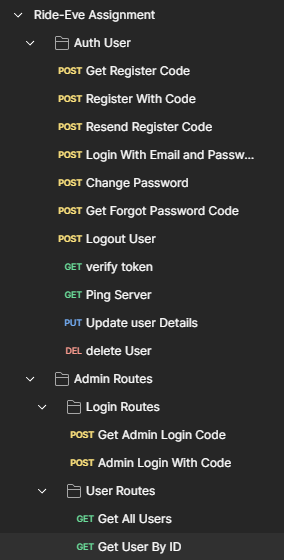 Ride-Eve Assignment
Auth User
POST Get Register Code
POST Register With Code
POST Resend Register Code
POST Login With Email and Passw...
POST Change Password
POST Get Forgot Password Code
POST Logout User
GET verify token
GET Ping Server
PUT Update user Details
DEL delete User
Admin Routes
Login Routes
POST Get Admin Login Code
POST Admin Login With Code
User Routes
GET Get All Users
GET Get User By ID